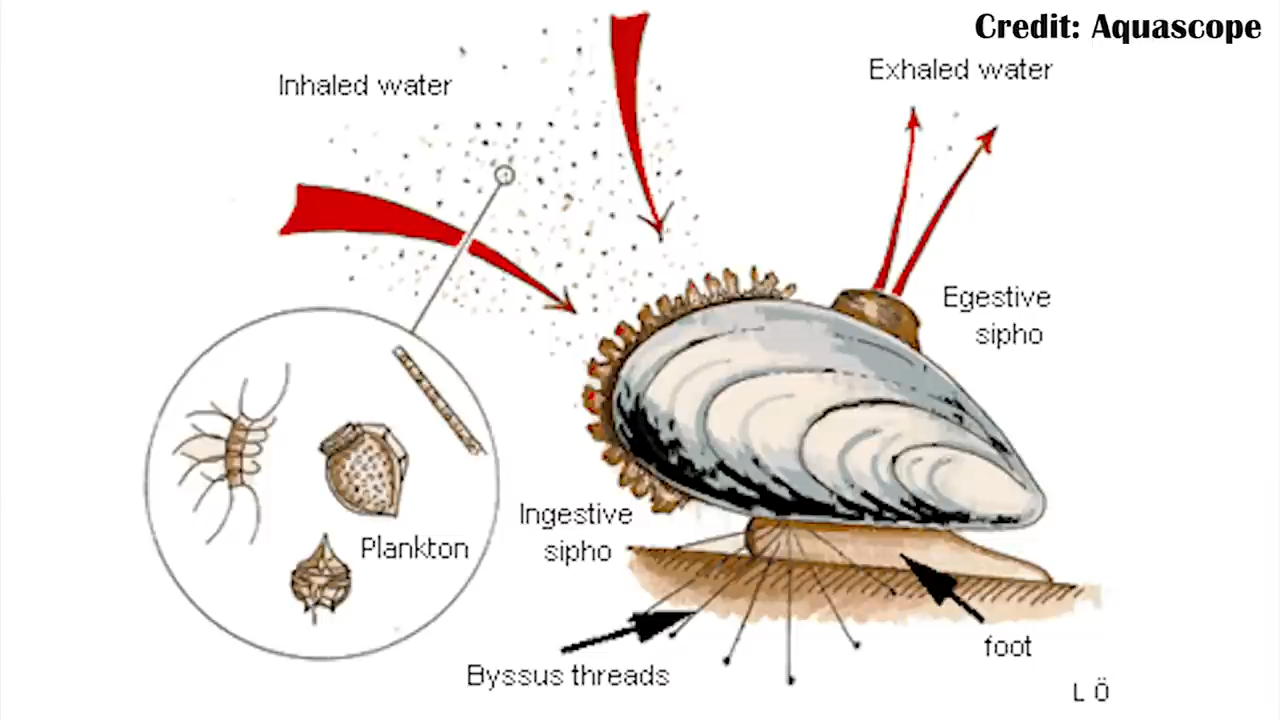 Credit: Aquascope
Inhaled water
Exhaled water
Egestive
sipho
Ingestive
sipho
Plankton
foot
Byssus threads
L Ö